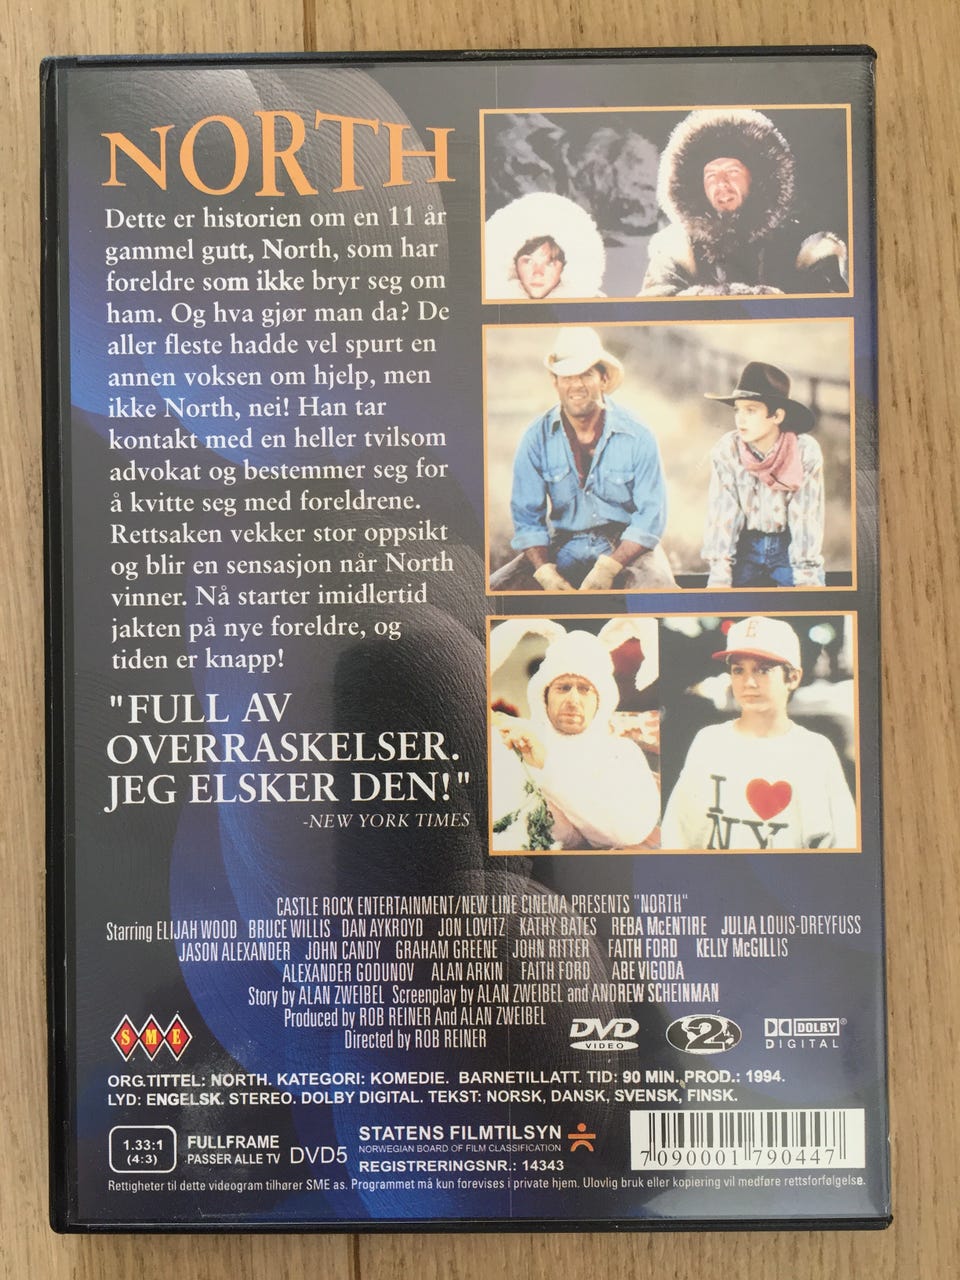 NORTH
Dette er historien om en 11 år
gammel gutt, North, som har
foreldre som ikke bryr seg om
ham. Og hva gjør man da? De
aller fleste hadde vel spurt en
annen voksen om hjelp, men
ikke North, nei! Han tar
kontakt med en heller tvilsom
advokat og bestemmer seg for
å kvitte seg med foreldrene.
Rettsaken vekker stor oppsikt
og blir en sensasjon når North
vinner. Nå starter imidlertid
jakten på nye foreldre, og
tiden er knapp!
"FULL AV
OVERRASKELSER.
JEG ELSKER DEN!"
-NEW YORK TIMES
E
I
NY
CASTLE ROCK ENTERTAINMENT/NEW LINE CINEMA PRESENTS "NORTH"
Starring ELIJAH WOOD BRUCE WILLIS DAN AYKROYD JON LOVITZ KATHY BATES REBA McENTIRE JULIA LOUIS-DREYFUSS
JASON ALEXANDER JOHN CANDY GRAHAM GREENE JOHN RITTER FAITH FORD KELLY McGILLIS
ALEXANDER GODUNOV ALAN ARKIN FAITH FORD ABE VIGODA
Story by ALAN ZWEIBEL Screenplay by ALAN ZWEIBEL and ANDREW SCHEINMAN
Produced by ROB REINER And ALAN ZWEIBEL
Directed by ROB REINER
SME
DVD VIDEO
2
DOLBY DIGITAL
ORG.TITTEL: NORTH. KATEGORI: KOMEDIE. BARNETILLATT. TID: 90 MIN. PROD.: 1994.
LYD: ENGELSK. STEREO. DOLBY DIGITAL. TEKST: NORSK, DANSK, SVENSK, FINSK.
1.33:1
(4:3)
FULLFRAME
PASSER ALLE TV
DVD5
STATENS FILMTILSYN
NORWEGIAN BOARD OF FILM CLASSIFICATION
REGISTRERINGSNR.: 14343
7 090001 790447
Rettigheter til dette videogram tilhører SME as. Programmet må kun forevises i private hjem. Ulovlig bruk eller kopiering vil medføre rettsforfølgelse.